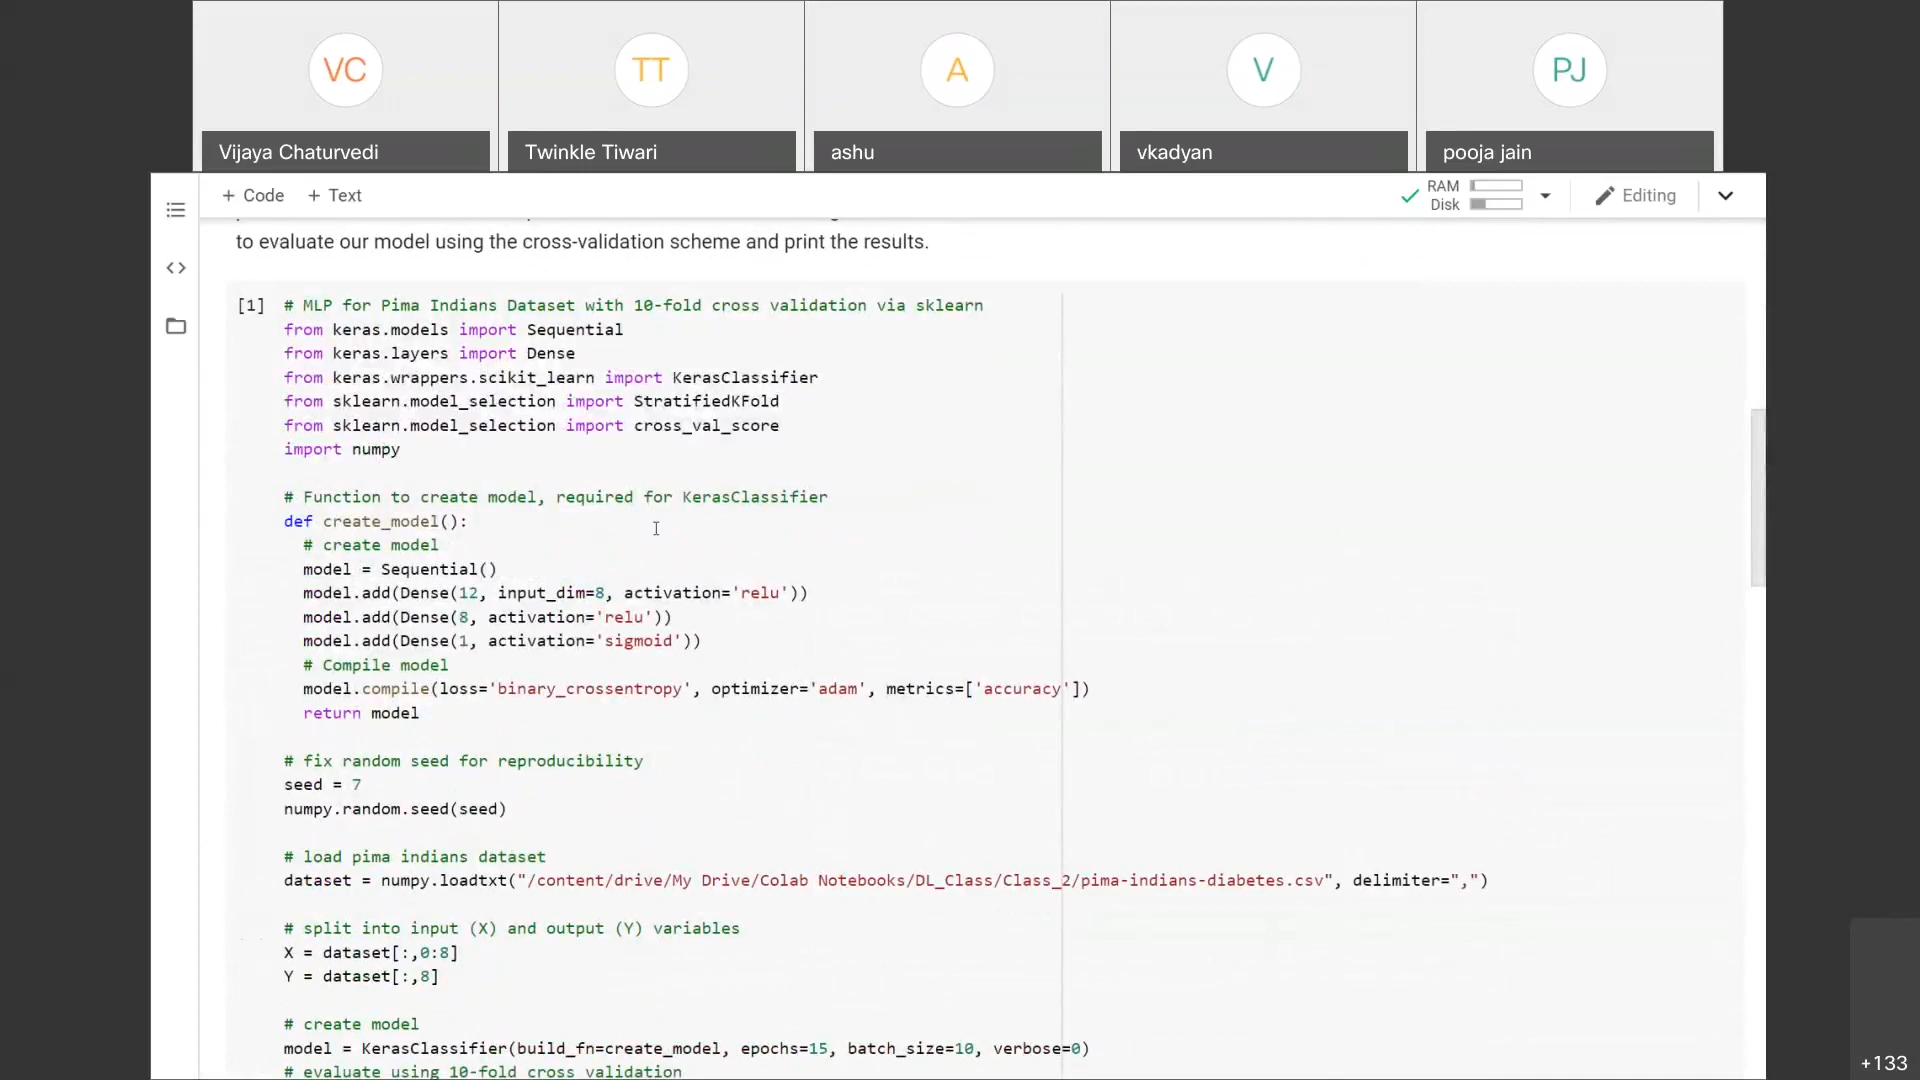 VC
TT
A
V
PJ
Vijaya Chaturvedi
Twinkle Tiwari
ashu
vkadyan
pooja jain
+ Code + Text
RAM
Disk
Editing
to evaluate our model using the cross-validation scheme and print the results.
[1] # MLP for Pima Indians Dataset with 10-fold cross validation via sklearn
from keras.models import Sequential
from keras.layers import Dense
from keras.wrappers.scikit_learn import KerasClassifier
from sklearn.model_selection import StratifiedKFold
from sklearn.model_selection import cross_val_score
import numpy
# Function to create model, required for KerasClassifier
def create_model():
# create model
model = Sequential()
model.add(Dense(12, input_dim=8, activation='relu'))
model.add(Dense(8, activation='relu'))
model.add(Dense(1, activation='sigmoid'))
# Compile model
model.compile(loss='binary_crossentropy', optimizer='adam', metrics=['accuracy'])
return model
# fix random seed for reproducibility
seed = 7
numpy.random.seed(seed)
# load pima indians dataset
dataset = numpy.loadtxt("/content/drive/My Drive/Colab Notebooks/DL_Class/Class_2/pima-indians-diabetes.csv", delimiter=",")
# split into input (X) and output (Y) variables
X = dataset[:,0:8]
Y = dataset[:,8]
# create model
model = KerasClassifier(build_fn=create_model, epochs=15, batch_size=10, verbose=0)
# evaluate using 10-fold cross validation
+133